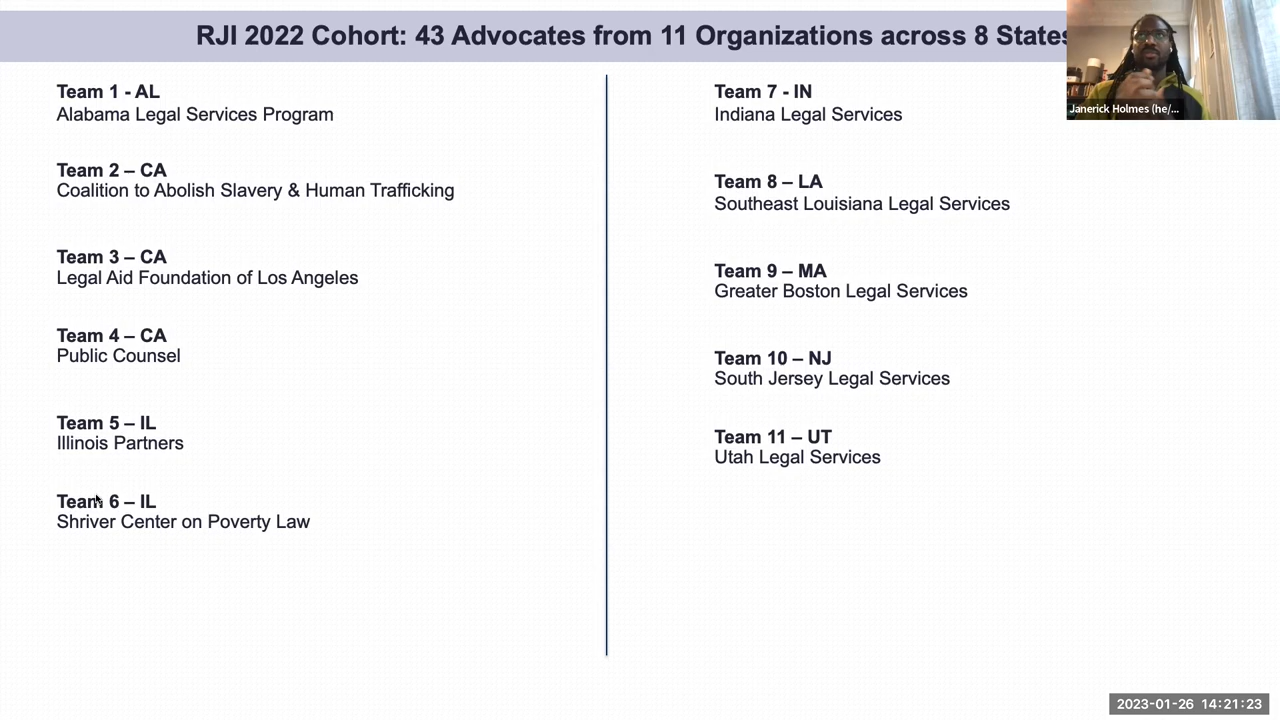 RJI 2022 Cohort: 43 Advocates from 11 Organizations across 8 States
Team 1 - AL
Alabama Legal Services Program
Team 2 – CA
Coalition to Abolish Slavery & Human Trafficking
Team 3 – CA
Legal Aid Foundation of Los Angeles
Team 4 – CA
Public Counsel
Team 5 – IL
Illinois Partners
Team 6 – IL
Shriver Center on Poverty Law
Team 7 - IN
Indiana Legal Services
Team 8 – LA
Southeast Louisiana Legal Services
Team 9 – MA
Greater Boston Legal Services
Team 10 – NJ
South Jersey Legal Services
Team 11 – UT
Utah Legal Services
Janerick Holmes (he/...
2023-01-26 14:21:23